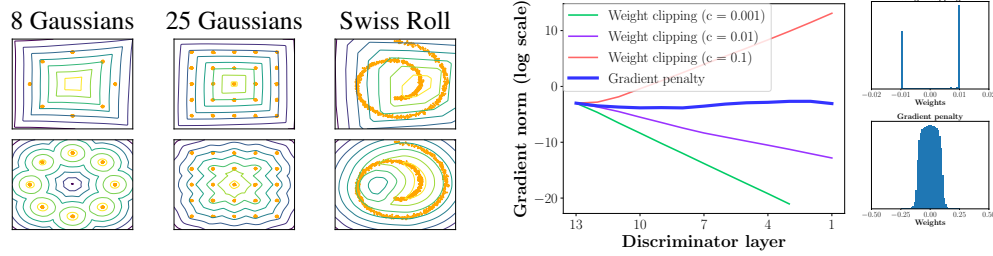 8 Gaussians 25 Gaussians Swiss Roll
Gradient norm (log scale)
10
0
−10
−20
Weight clipping (c = 0.001)
Weight clipping (c = 0.01)
Weight clipping (c = 0.1)
Gradient penalty
13 10 7 4 1
Discriminator layer
−0.02 −0.01 0.00 0.01 0.02
Weights
Gradient penalty
−0.50 −0.25 0.00 0.25 0.50
Weights